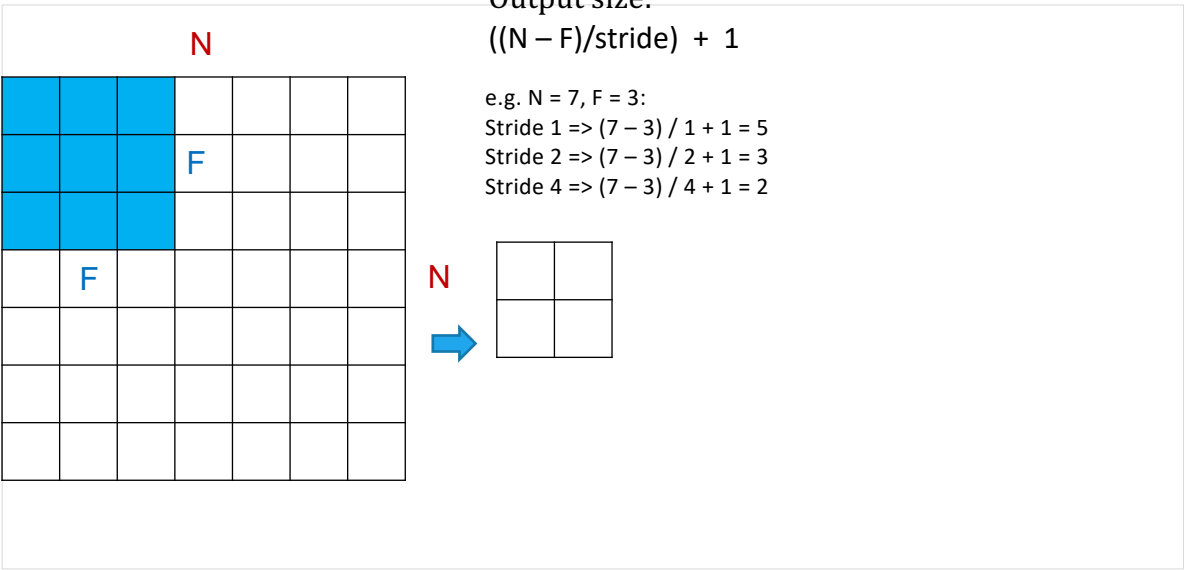 Output size:
((N – F)/stride) + 1
N
e.g. N = 7, F = 3:
Stride 1 => (7 – 3) / 1 + 1 = 5
Stride 2 => (7 – 3) / 2 + 1 = 3
Stride 4 => (7 – 3) / 4 + 1 = 2
F
F
N